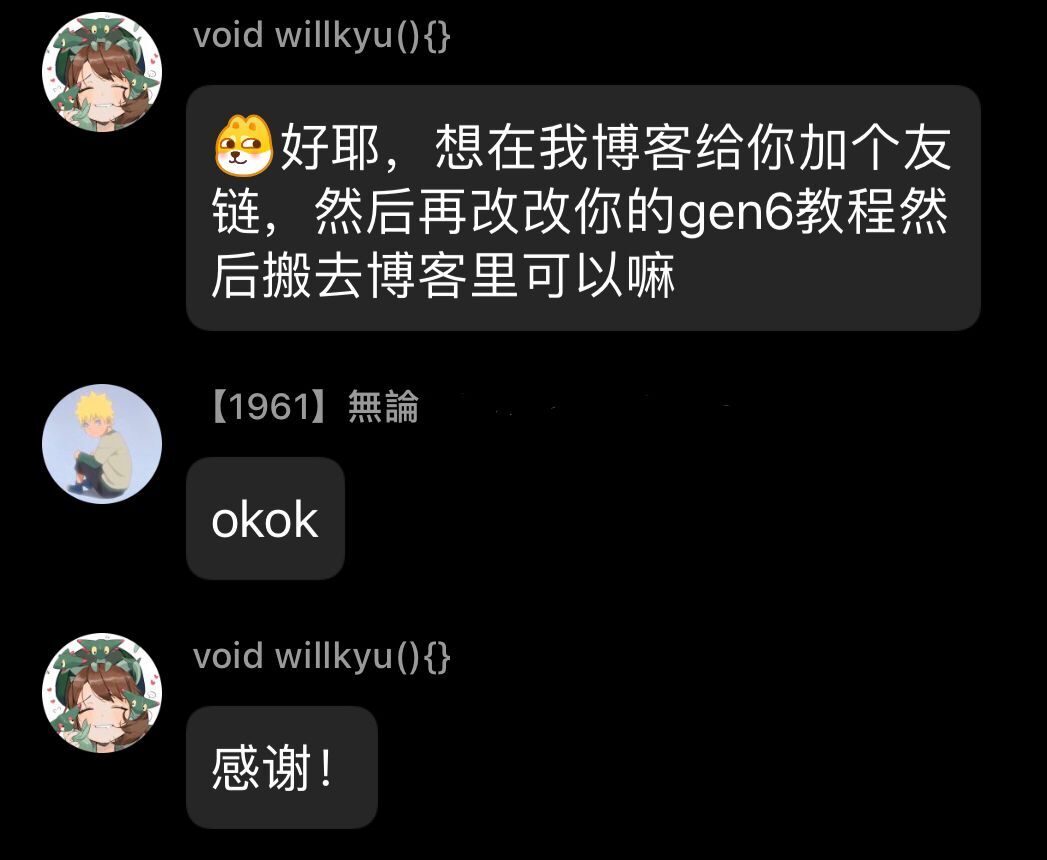 void willkyu(){}
好耶，想在我博客给你加个友
链，然后再改改你的gen6教程然
后搬去博客里可以嘛
【1961】無論
okok
void willkyu(){}
感谢！